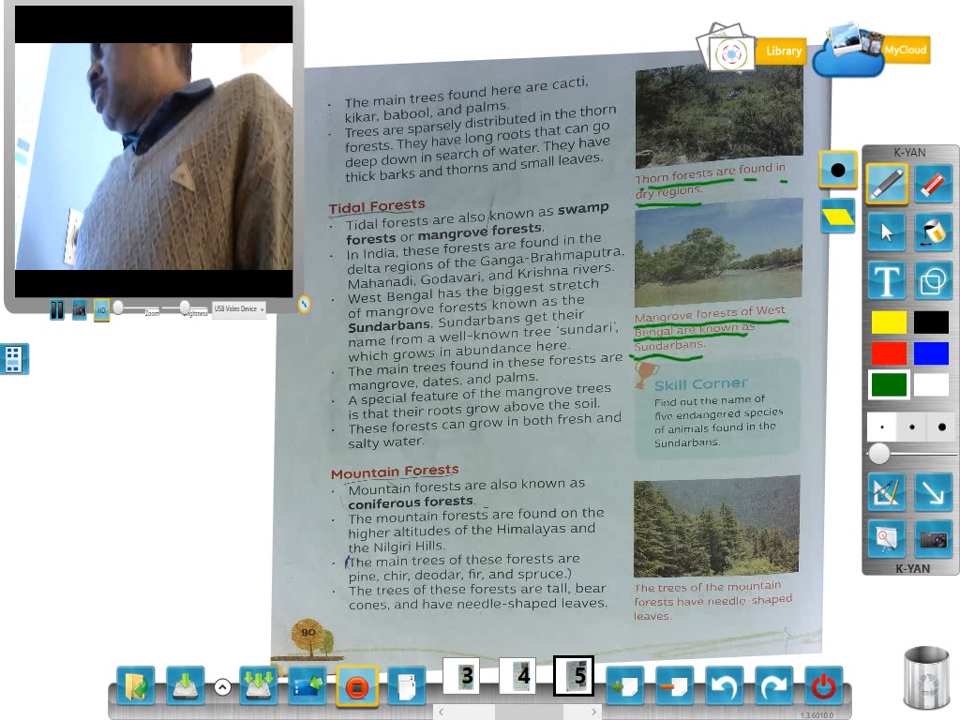 Library
MyCloud
· The main trees found here are cacti,
kikar, babool, and palms.
· Trees are sparsely distributed in the thorn
forests. They have long roots that can go
deep down in search of water. They have
thick barks and thorns and small leaves.
Thorn forests are found in
dry regions.
Tidal Forests
· Tidal forests are also known as swamp
forests or mangrove forests.
· In India, these forests are found in the
delta regions of the Ganga-Brahmaputra,
Mahanadi, Godavari, and Krishna rivers.
· West Bengal has the biggest stretch
of mangrove forests known as the
Sundarbans. Sundarbans get their
name from a well-known tree ‘sundari’,
which grows in abundance here.
· The main trees found in these forests are
mangrove, dates, and palms.
· A special feature of the mangrove trees
is that their roots grow above the soil.
· These forests can grow in both fresh and
salty water.
Mangrove forests of West
Bengal are known as
Sundarbans.
Skill Corner
Find out the name of
five endangered species
of animals found in the
Sundarbans.
Mountain Forests
· Mountain forests are also known as
coniferous forests.
· The mountain forests are found on the
higher altitudes of the Himalayas and
the Nilgiri Hills.
· (The main trees of these forests are
pine, chir, deodar, fir, and spruce.)
· The trees of these forests are tall, bear
cones, and have needle-shaped leaves.
The trees of the mountain
forests have needle-shaped
leaves.
90
HQ
Zoom
USB Video Device
K-YAN
T
K-YAN
3
4
5
1.3.6010.0